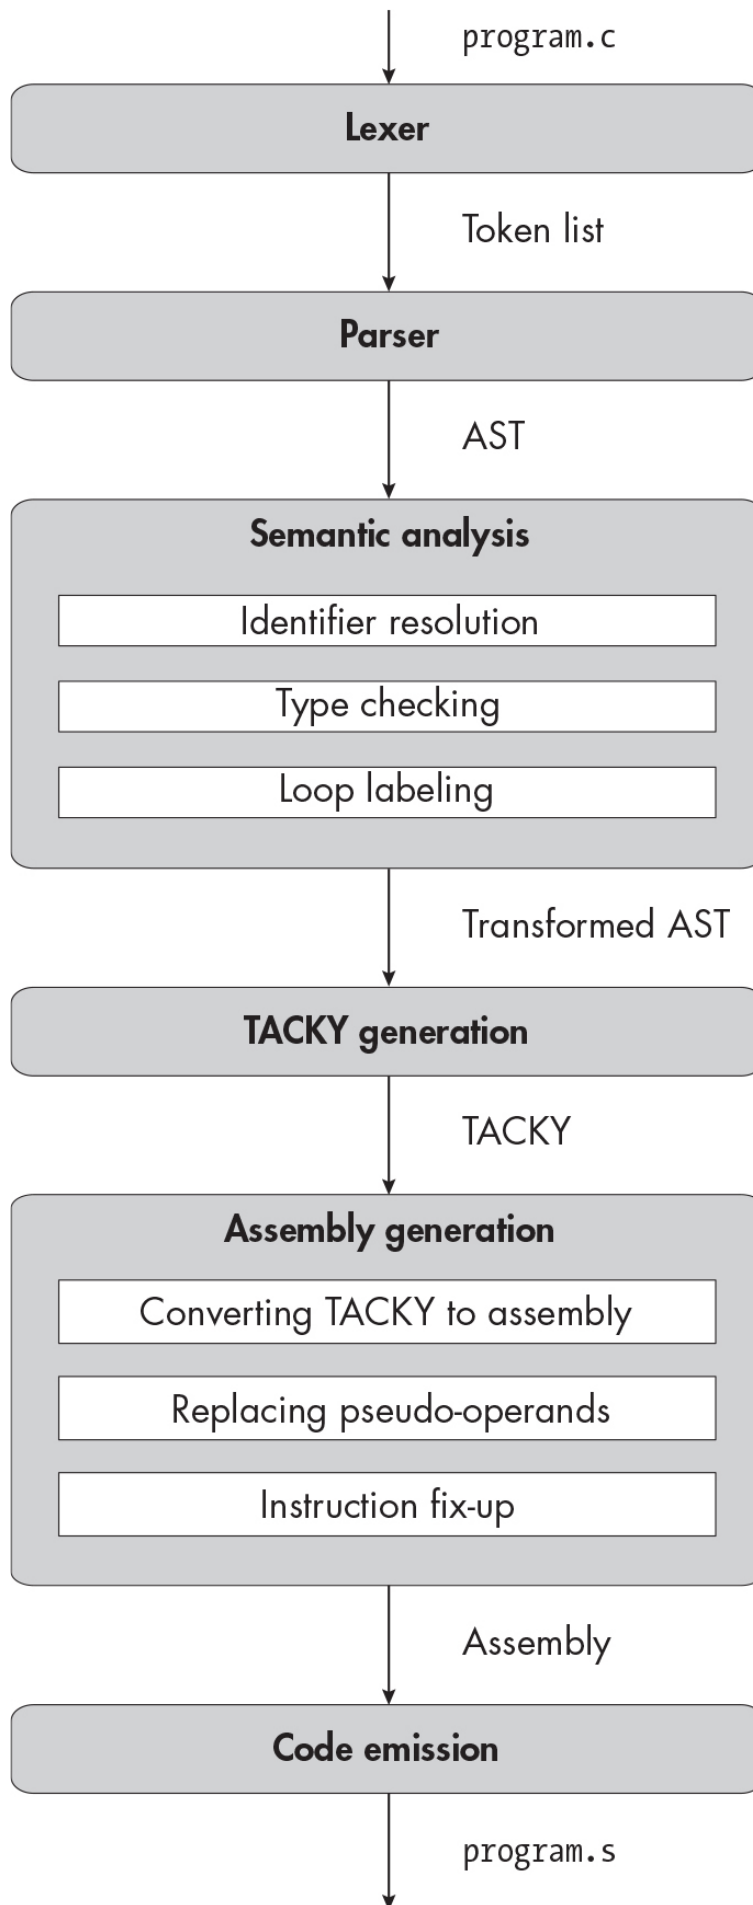 program.c
Lexer
Token list
Parser
AST
Semantic analysis
Identifier resolution
Type checking
Loop labeling
Transformed AST
TACKY generation
TACKY
Assembly generation
Converting TACKY to assembly
Replacing pseudo-operands
Instruction fix-up
Assembly
Code emission
program.s